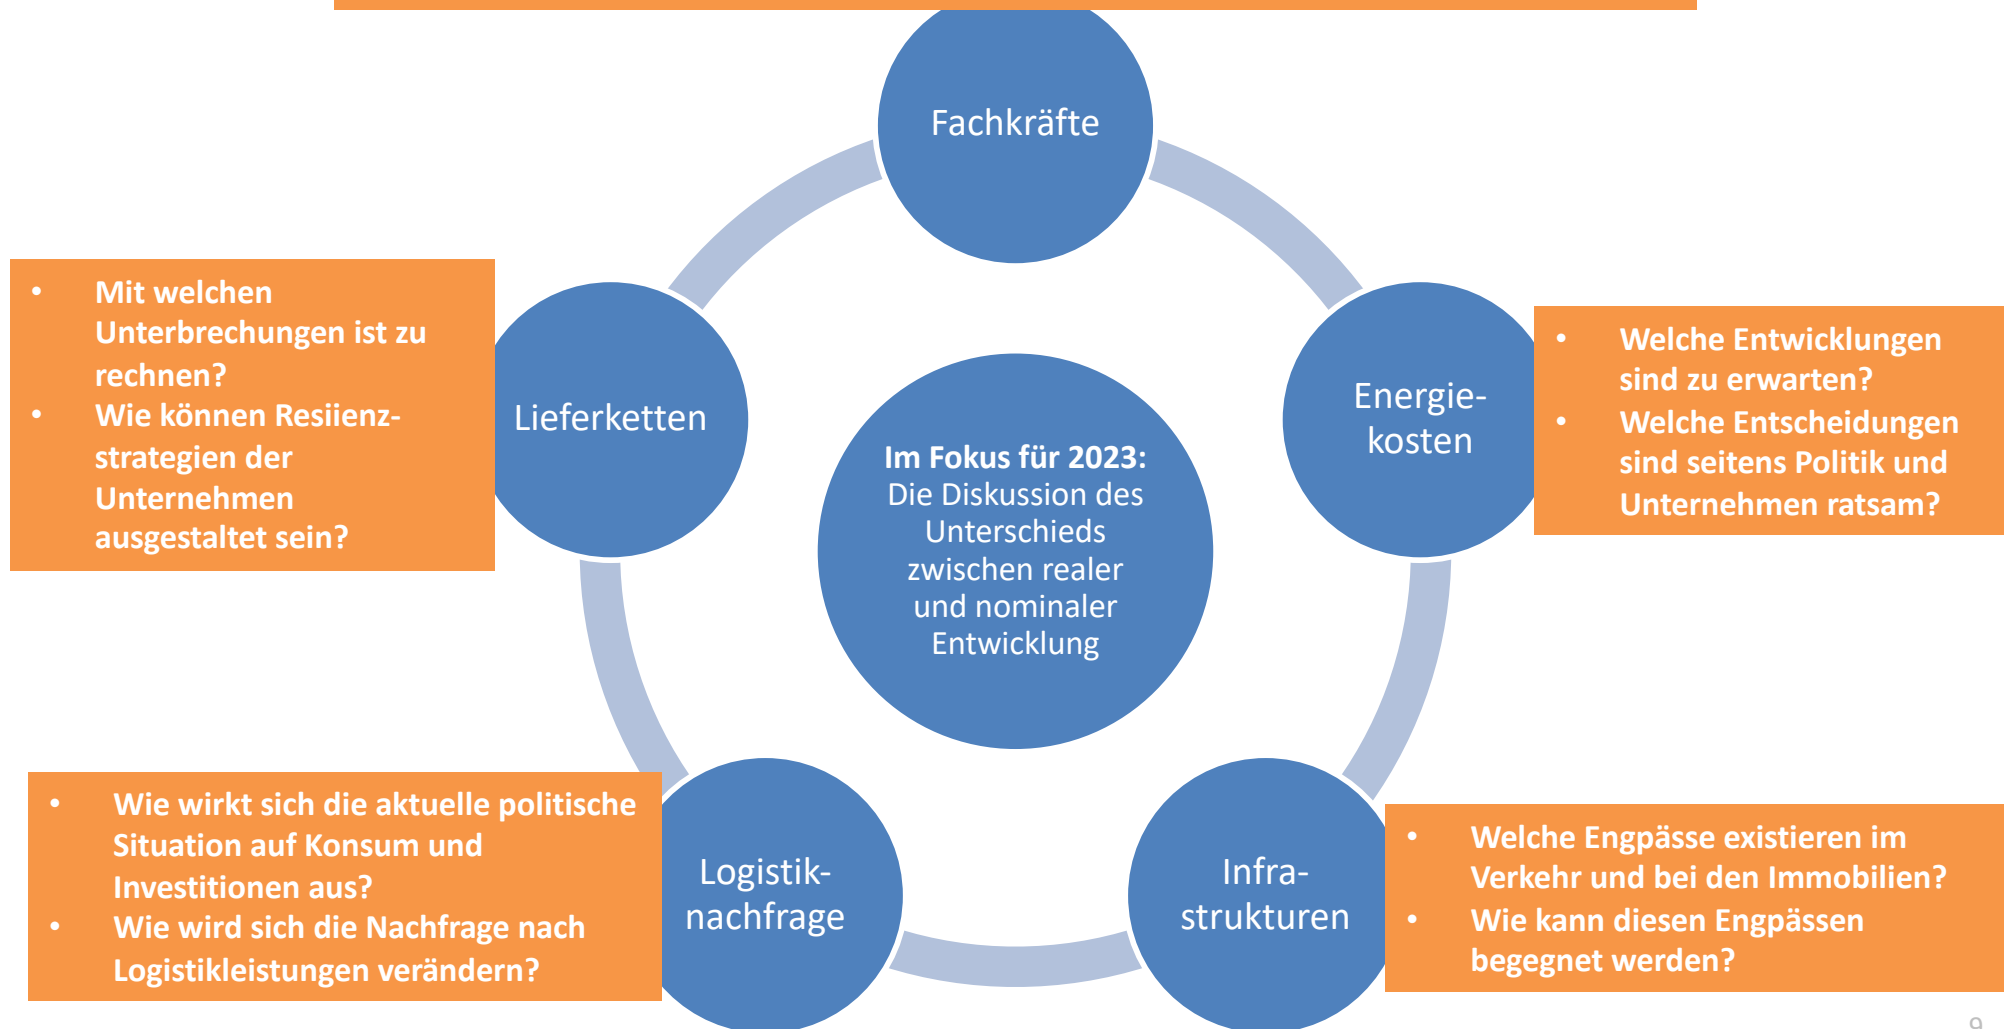 Fachkräfte
• Mit welchen
Unterbrechungen ist zu
rechnen?
• Wie können Resiienz-
strategien der
Unternehmen
ausgestaltet sein?
Lieferketten
Energie-
kosten
• Welche Entwicklungen
sind zu erwarten?
• Welche Entscheidungen
sind seitens Politik und
Unternehmen ratsam?
Im Fokus für 2023:
Die Diskussion des
Unterschieds
zwischen realer
und nominaler
Entwicklung
• Wie wirkt sich die aktuelle politische
Situation auf Konsum und
Investitionen aus?
• Wie wird sich die Nachfrage nach
Logistikleistungen verändern?
Logistik-
nachfrage
Infra-
strukturen
• Welche Engpässe existieren im
Verkehr und bei den Immobilien?
• Wie kann diesen Engpässen
begegnet werden?
9